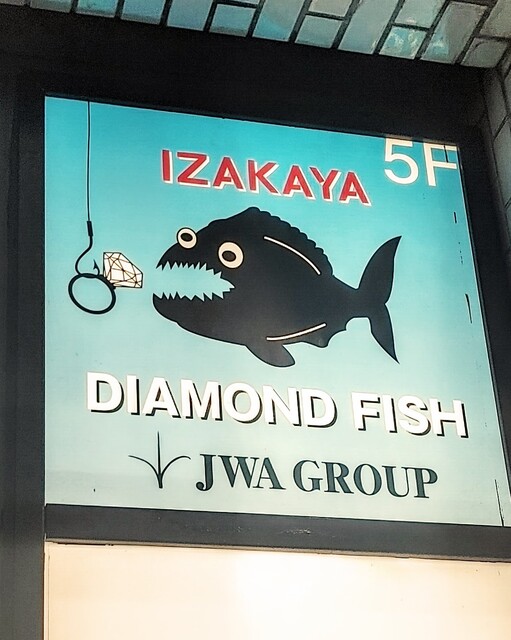 5F
IZAKAYA
DIAMOND FISH
JWA GROUP